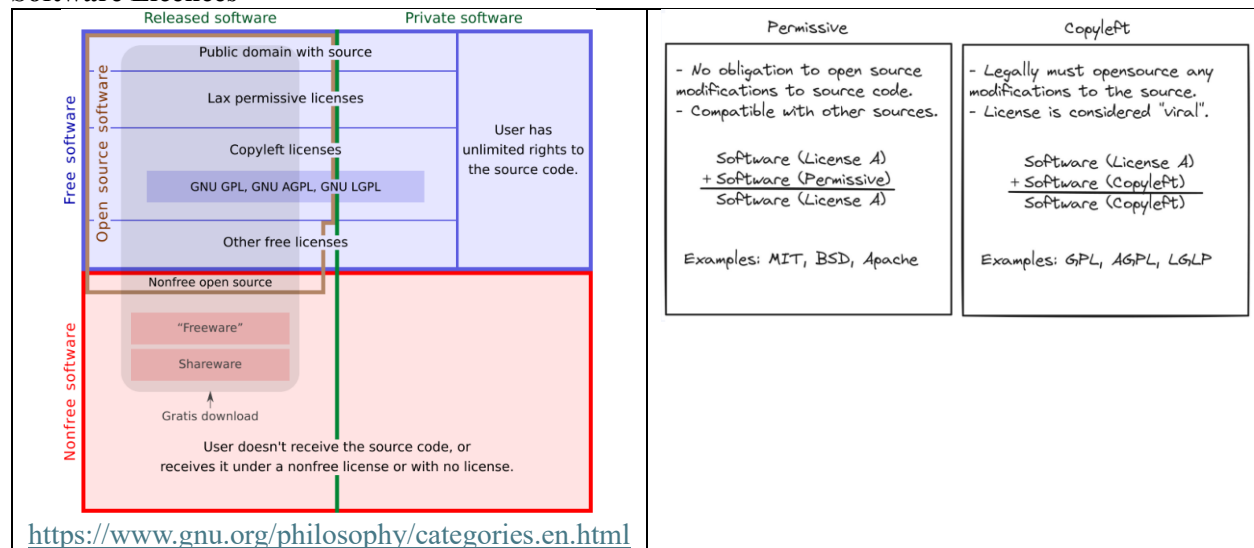 Software Licences
Released software
Private software
Free software
Open source software
Public domain with source
Lax permissive licenses
Copyleft licenses
GNU GPL, GNU AGPL, GNU LGPL
Other free licenses
User has
unlimited rights to
the source code.
Nonfree software
Nonfree open source
“Freeware”
Shareware
Gratis download
User doesn't receive the source code, or
receives it under a nonfree license or with no license.
https://www.gnu.org/philosophy/categories.en.html
Permissive
- No obligation to open source
modifications to source code.
- Compatible with other sources.
Software (License A)
+ Software (Permissive)
Software (License A)
Examples: MIT, BSD, Apache
Copyleft
- Legally must opensource any
modifications to the source.
- License is considered "viral".
Software (License A)
+ Software (Copyleft)
Software (Copyleft)
Examples: GPL, AGPL, LGLP